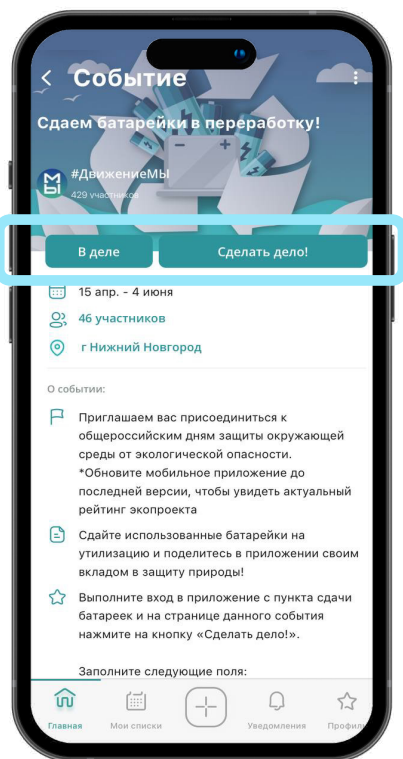 Событие
Сдаем батарейки в переработку!
МЫ
#ДвижениеМЫ
429 участников
В деле
Сделать дело!
15 апр. - 4 июня
46 участников
г Нижний Новгород
О событии:
Приглашаем вас присоединиться к
общероссийским дням защиты окружающей
среды от экологической опасности.
*Обновите мобильное приложение до
последней версии, чтобы увидеть актуальный
рейтинг экопроекта
Сдайте использованные батарейки на
утилизацию и поделитесь в приложении своим
вкладом в защиту природы!
Выполните вход в приложение с пункта сдачи
батареек и на странице данного события
нажмите на кнопку «Сделать дело!».
Заполните следующие поля:
Главная
Мои списки
Уведомления
Профиль